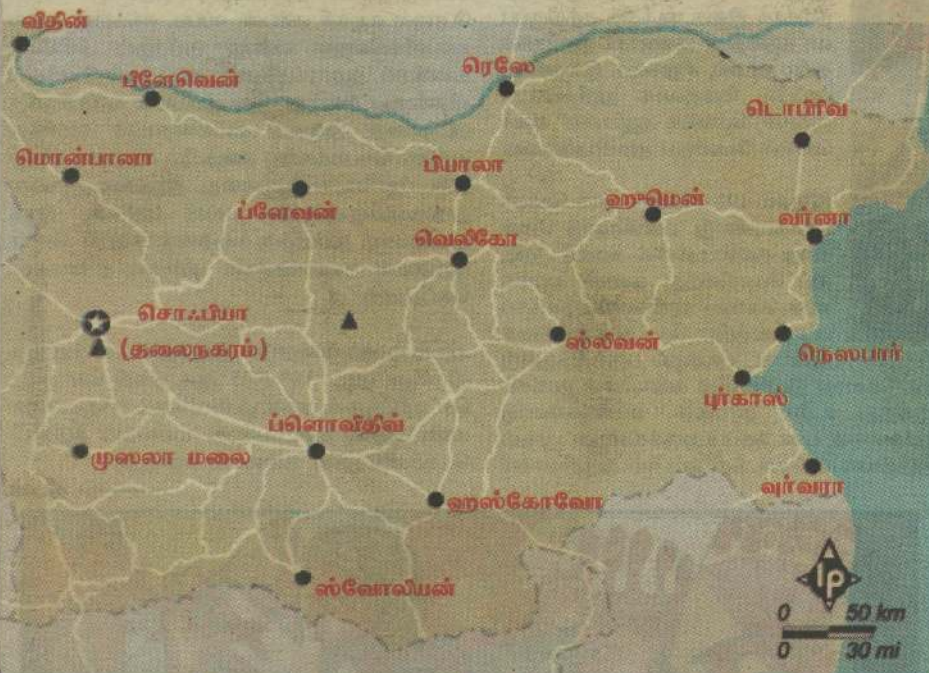 விதின்
பீளேவென்
ரெஸே
டொபிரிவ
மொன்பானா
பியாலா
ப்ளேவன்
ஹுமென்
வர்னா
வெலிகோ
சொஃபியா
(தலைநகரம்)
ஸ்லிவன்
நெஸபார்
புர்காஸ்
ப்ளொவிதிவ்
முஸலா மலை
வுர்வரா
ஹஸ்கோவோ
ஸ்வோலியன்
lp
0 50 km
0 30 mi